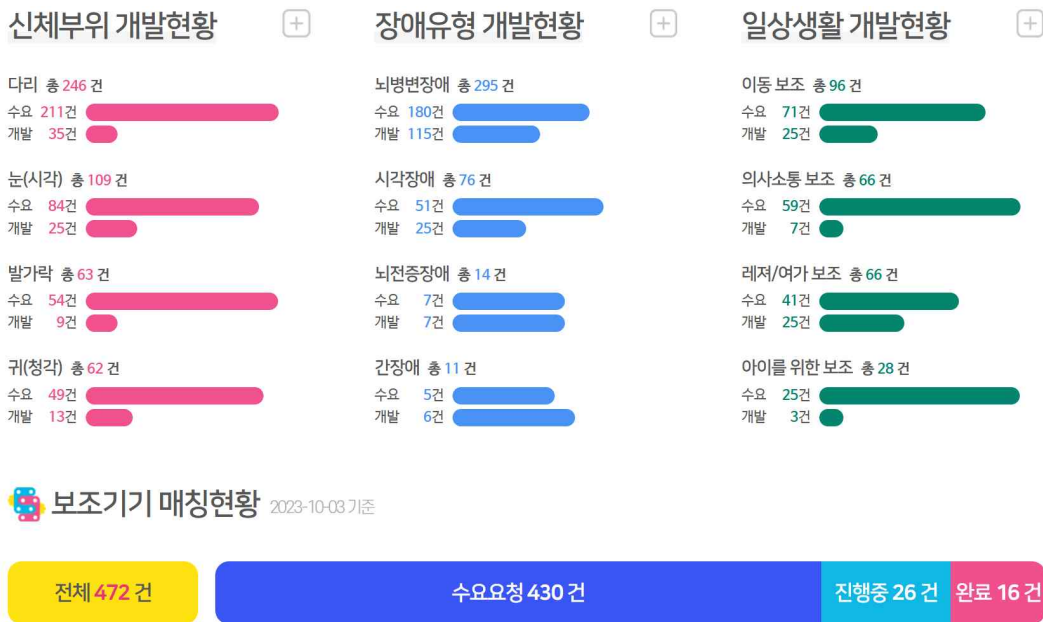 신체부위 개발현황
다리 총 246 건
수요 211건
개발 35건
눈(시각) 총 109 건
수요 84건
개발 25건
발가락 총 63 건
수요 54건
개발 9건
귀(청각) 총 62 건
수요 49건
개발 13건
장애유형 개발현황
뇌병변장애 총 295 건
수요 180건
개발 115건
시각장애 총 76 건
수요 51건
개발 25건
뇌전증장애 총 14 건
수요 7건
개발 7건
간장애 총 11 건
수요 5건
개발 6건
일상생활 개발현황
이동 보조 총 96 건
수요 71건
개발 25건
의사소통 보조 총 66 건
수요 59건
개발 7건
레져/여가 보조 총 66 건
수요 41건
개발 25건
아이를 위한 보조 총 28 건
수요 25건
개발 3건
보조기기 매칭현황 2023-10-03 기준
전체 472 건
수요요청 430 건
진행중 26 건
완료 16 건